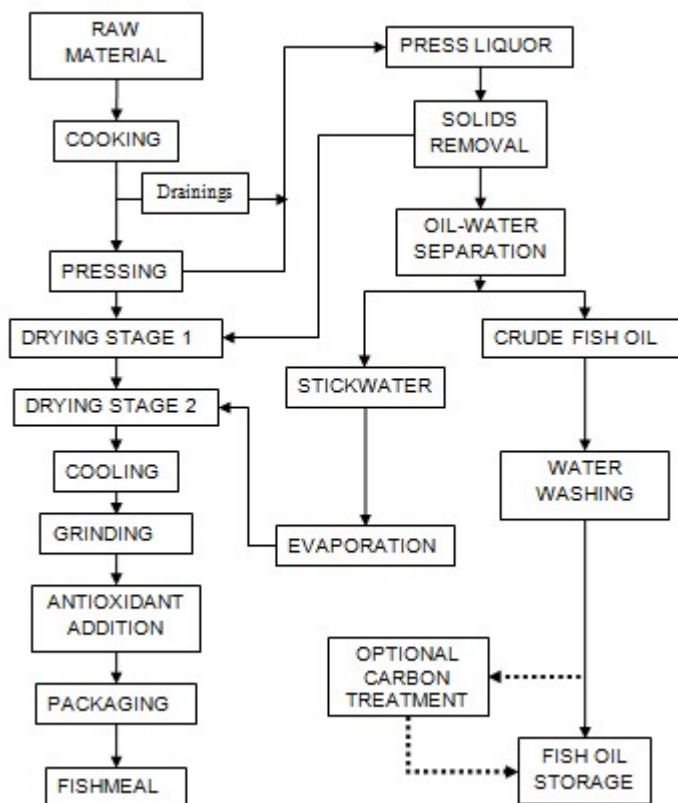 RAW
MATERIAL
COOKING
Drainings
PRESSING
DRYING STAGE 1
DRYING STAGE 2
COOLING
GRINDING
ANTIOXIDANT
ADDITION
PACKAGING
FISHMEAL
PRESS LIQUOR
SOLIDS
REMOVAL
OIL-WATER
SEPARATION
STICKWATER
EVAPORATION
CRUDE FISH OIL
WATER
WASHING
OPTIONAL
CARBON
TREATMENT
FISH OIL
STORAGE